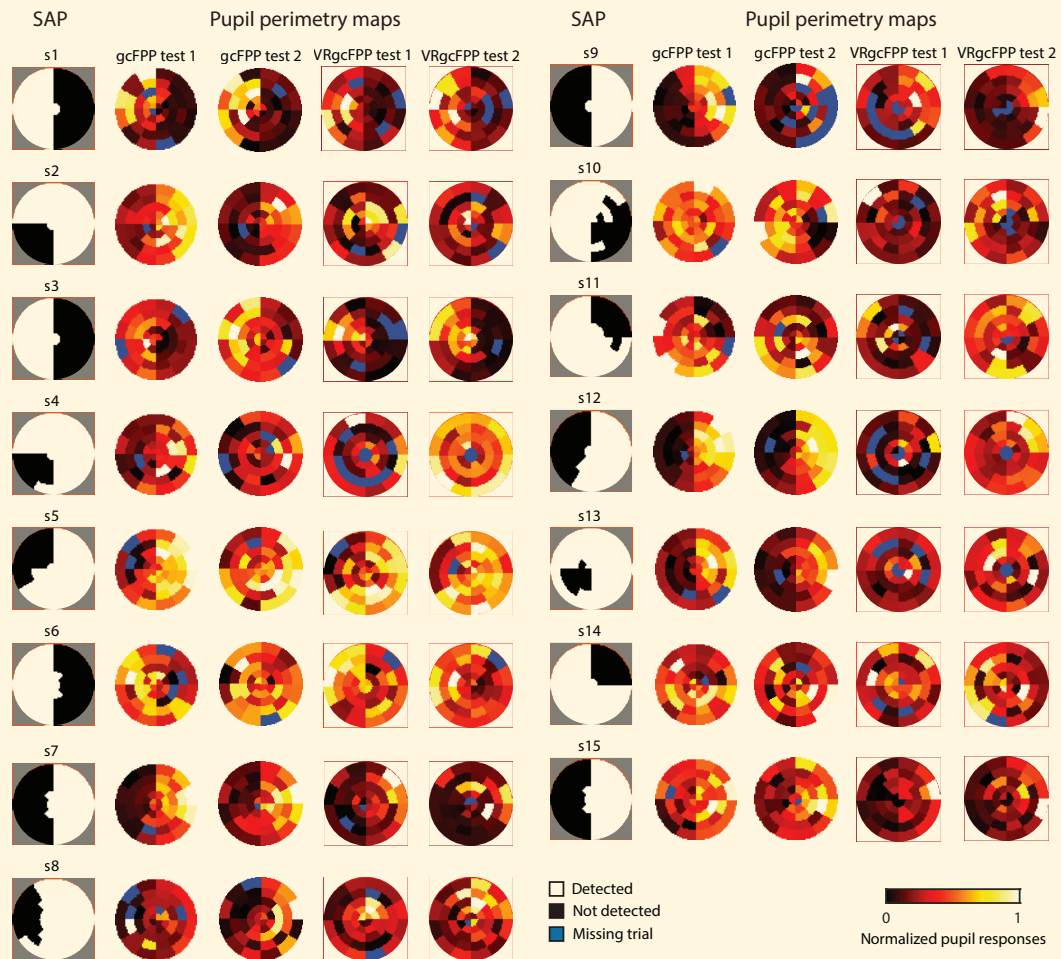 SAP Pupil perimetry maps SAP Pupil perimetry maps
s1 gcFPP test 1 gcFPP test 2 VRgcFPP test 1 VRgcFPP test 2 s9 gcFPP test 1 gcFPP test 2 VRgcFPP test 1 VRgcFPP test 2
s2 s10
s3 s11
s4 s12
s5 s13
s6 s14
s7 s15
s8
Detected
Not detected
Missing trial
0 1
Normalized pupil responses